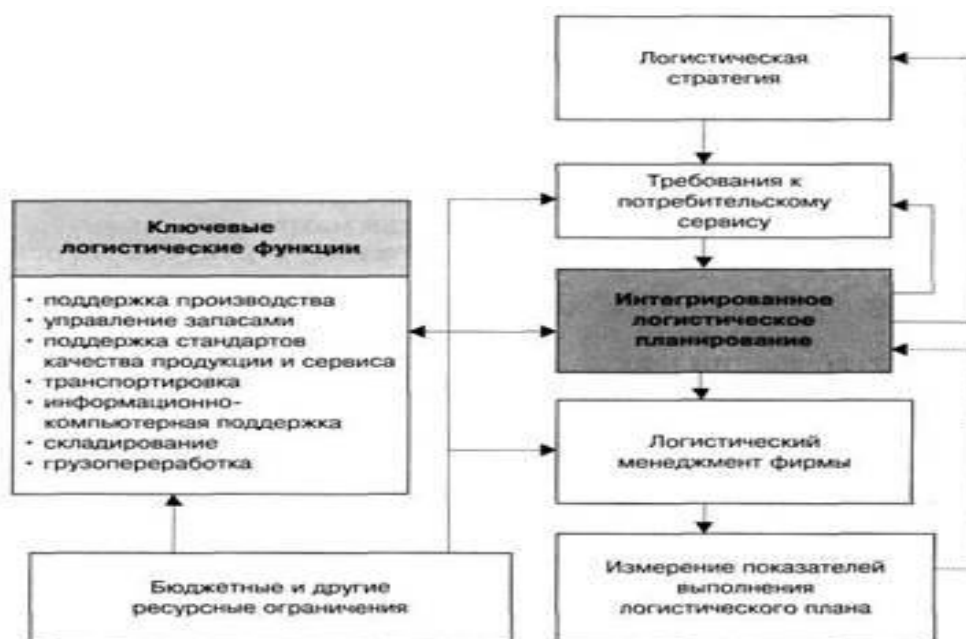 Логистическая
стратегия
Требования к
потребительскому
сервису
Ключевые
логистические функции
• поддержка производства
• управление запасами
• поддержка стандартов
качества продукции и сервиса
• транспортировка
• информационно-
компьютерная поддержка
• складирование
• грузопереработка
Интегрированное
логистическое
планирование
Логистический
менеджмент фирмы
Бюджетные и другие
ресурсные ограничения
Измерение показателей
выполнения
логистического плана